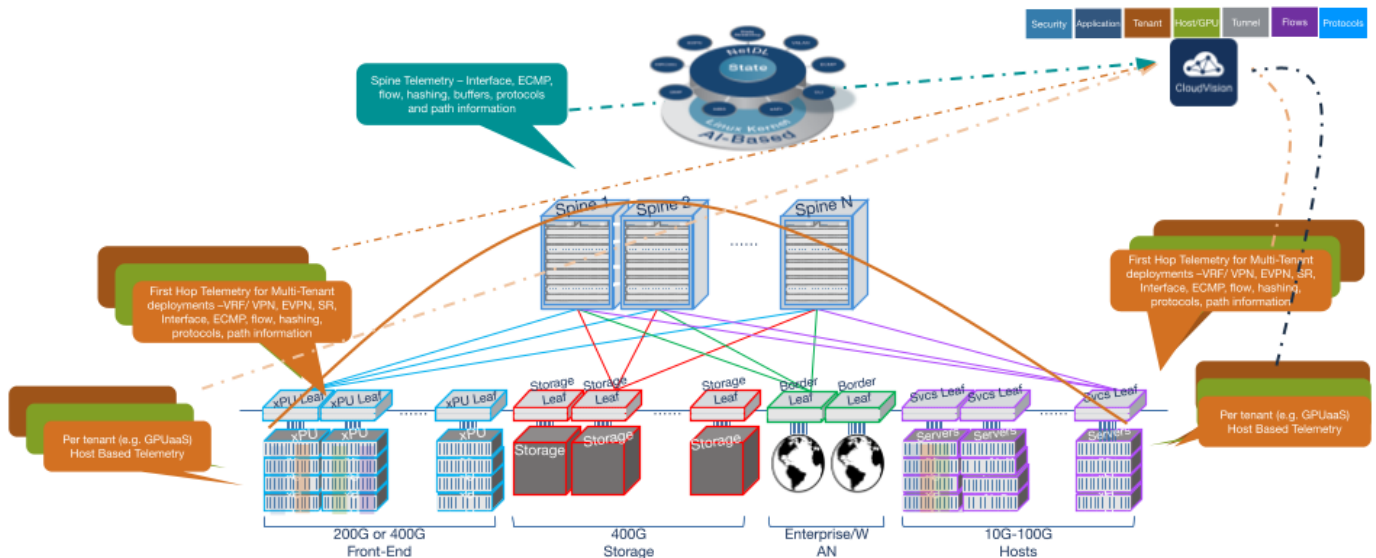 Security
Application
Tenant
Host/GPU
Tunnel
Flows
Protocols
CloudVision
NetDL
State
Linux Kernel
AI-Based
Spine Telemetry – Interface, ECMP,
flow, hashing, buffers, protocols
and path information
Spine 1
Spine 2
Spine N
First Hop Telemetry for Multi-Tenant
deployments –VRF/ VPN, EVPN, SR,
Interface, ECMP, flow, hashing,
protocols, path information
First Hop Telemetry for Multi-Tenant
deployments –VRF/ VPN, EVPN, SR,
Interface, ECMP, flow, hashing,
protocols, path information
Per tenant (e.g. GPUaaS)
Host Based Telemetry
Per tenant (e.g. GPUaaS)
Host Based Telemetry
xPU Leaf
xPU Leaf
xPU Leaf
Storage
Leaf
Storage
Leaf
Storage
Leaf
Border
Leaf
Border
Leaf
Svcs Leaf
Svcs Leaf
Svcs Leaf
xPU
xPU
xPU
Storage
Storage
Storage
Servers
Servers
Servers
200G or 400G
Front-End
400G
Storage
Enterprise/W
AN
10G-100G
Hosts